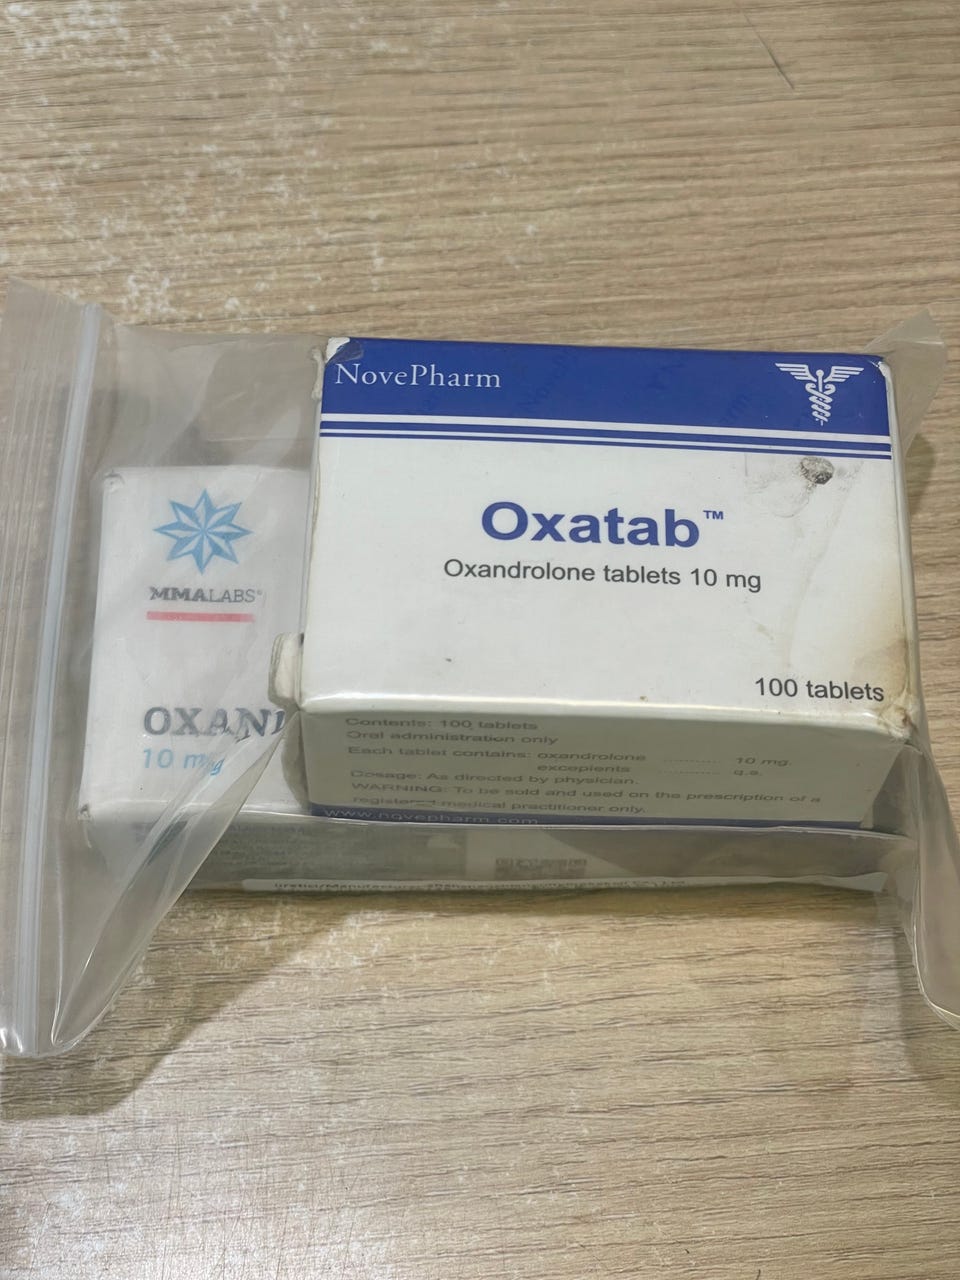 NovePharm
Oxatab™
Oxandrolone tablets 10 mg
100 tablets
Contents: 100 tablets
Oral administration only
Each tablet contains: oxandrolone ............ 10 mg.
excepients ............ q.s.
Dosage: As directed by physician.
WARNING: To be sold and used on the prescription of a
registered medical practitioner only.
www.novepharm.com
MMALABS®
OXAND
10 mg